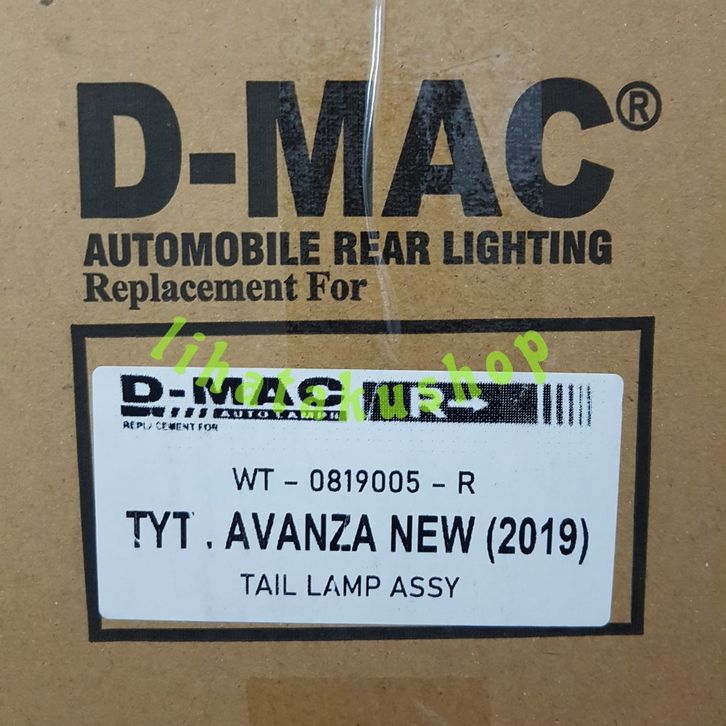 D-MAC®
AUTOMOBILE REAR LIGHTING
Replacement For
lihatakushop
D-MAC R→
AUTO LAMPS
REPLACEMENT FOR
WT - 0819005 - R
TYT . AVANZA NEW (2019)
TAIL LAMP ASSY